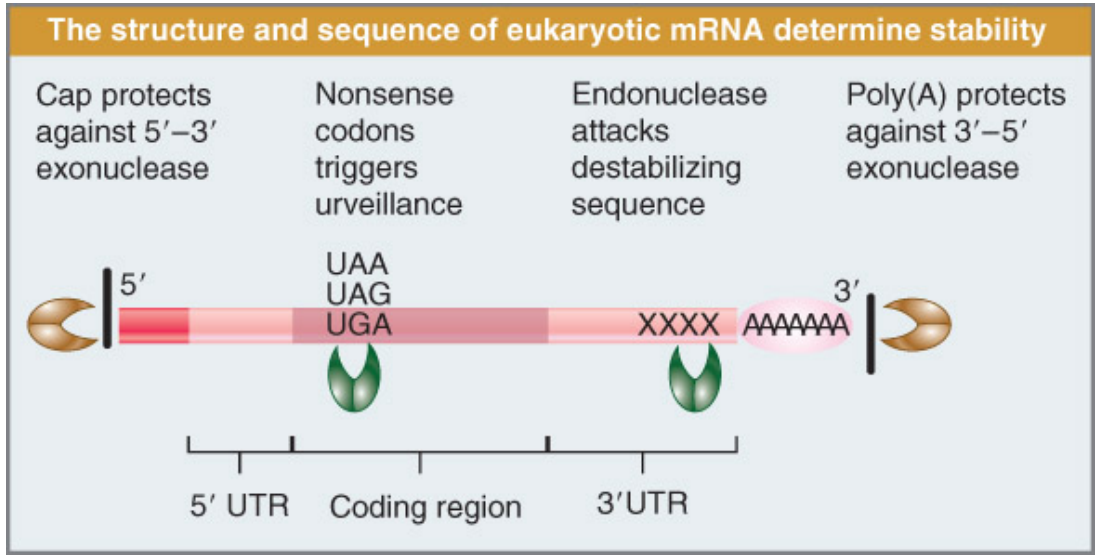 The structure and sequence of eukaryotic mRNA determine stability
Cap protects
against 5′–3′
exonuclease
Nonsense
codons
triggers
urveillance
Endonuclease
attacks
destabilizing
sequence
Poly(A) protects
against 3′–5′
exonuclease
5′
UAA
UAG
UGA
XXXX
AAAAAAA
3′
5′ UTR
Coding region
3′UTR